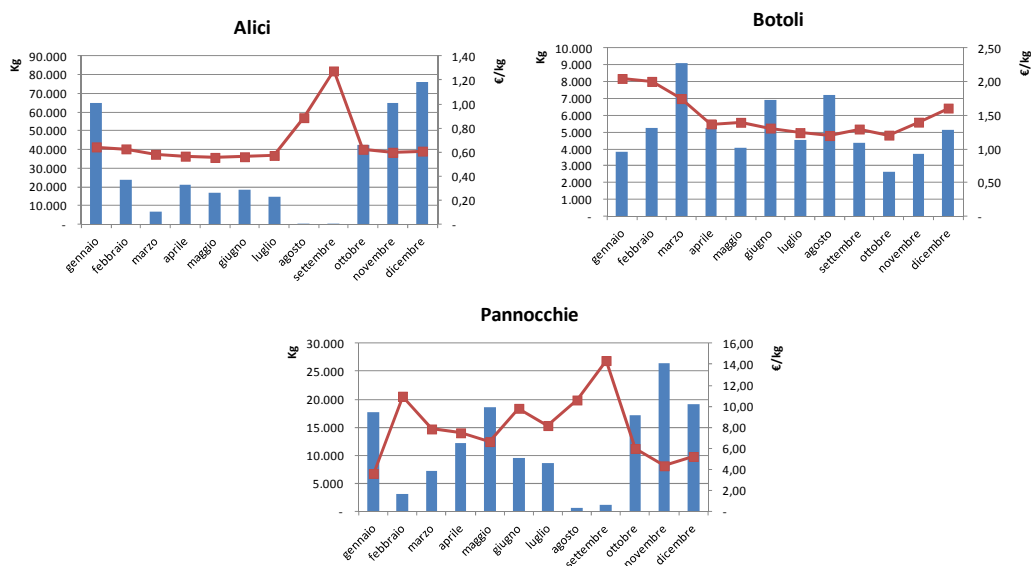 Alici
Kg
€/kg
90.000
80.000
70.000
60.000
50.000
40.000
30.000
20.000
10.000
-
1,40
1,20
1,00
0,80
0,60
0,40
0,20
-
gennaio
febbraio
marzo
aprile
maggio
giugno
luglio
agosto
settembre
ottobre
novembre
dicembre
Botoli
Kg
€/kg
10.000
9.000
8.000
7.000
6.000
5.000
4.000
3.000
2.000
1.000
-
2,50
2,00
1,50
1,00
0,50
-
gennaio
febbraio
marzo
aprile
maggio
giugno
luglio
agosto
settembre
ottobre
novembre
dicembre
Pannocchie
Kg
€/kg
30.000
25.000
20.000
15.000
10.000
5.000
-
16,00
14,00
12,00
10,00
8,00
6,00
4,00
2,00
-
gennaio
febbraio
marzo
aprile
maggio
giugno
luglio
agosto
settembre
ottobre
novembre
dicembre